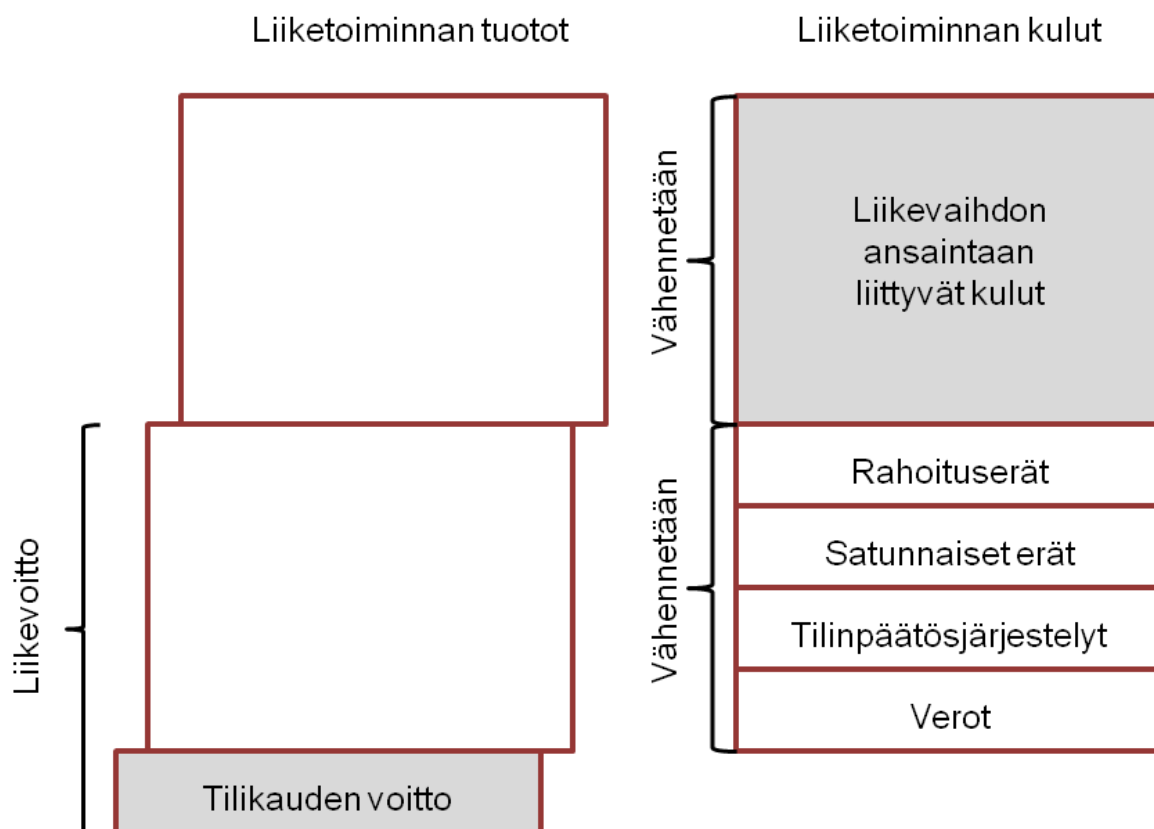 Liiketoiminnan tuotot
Liiketoiminnan kulut
Vähennetään
Liikevaihdon
ansaintaan
liittyvät kulut
Liikevoitto
Vähennetään
Rahoituserät
Satunnaiset erät
Tilinpäätösjärjestelyt
Verot
Tilikauden voitto